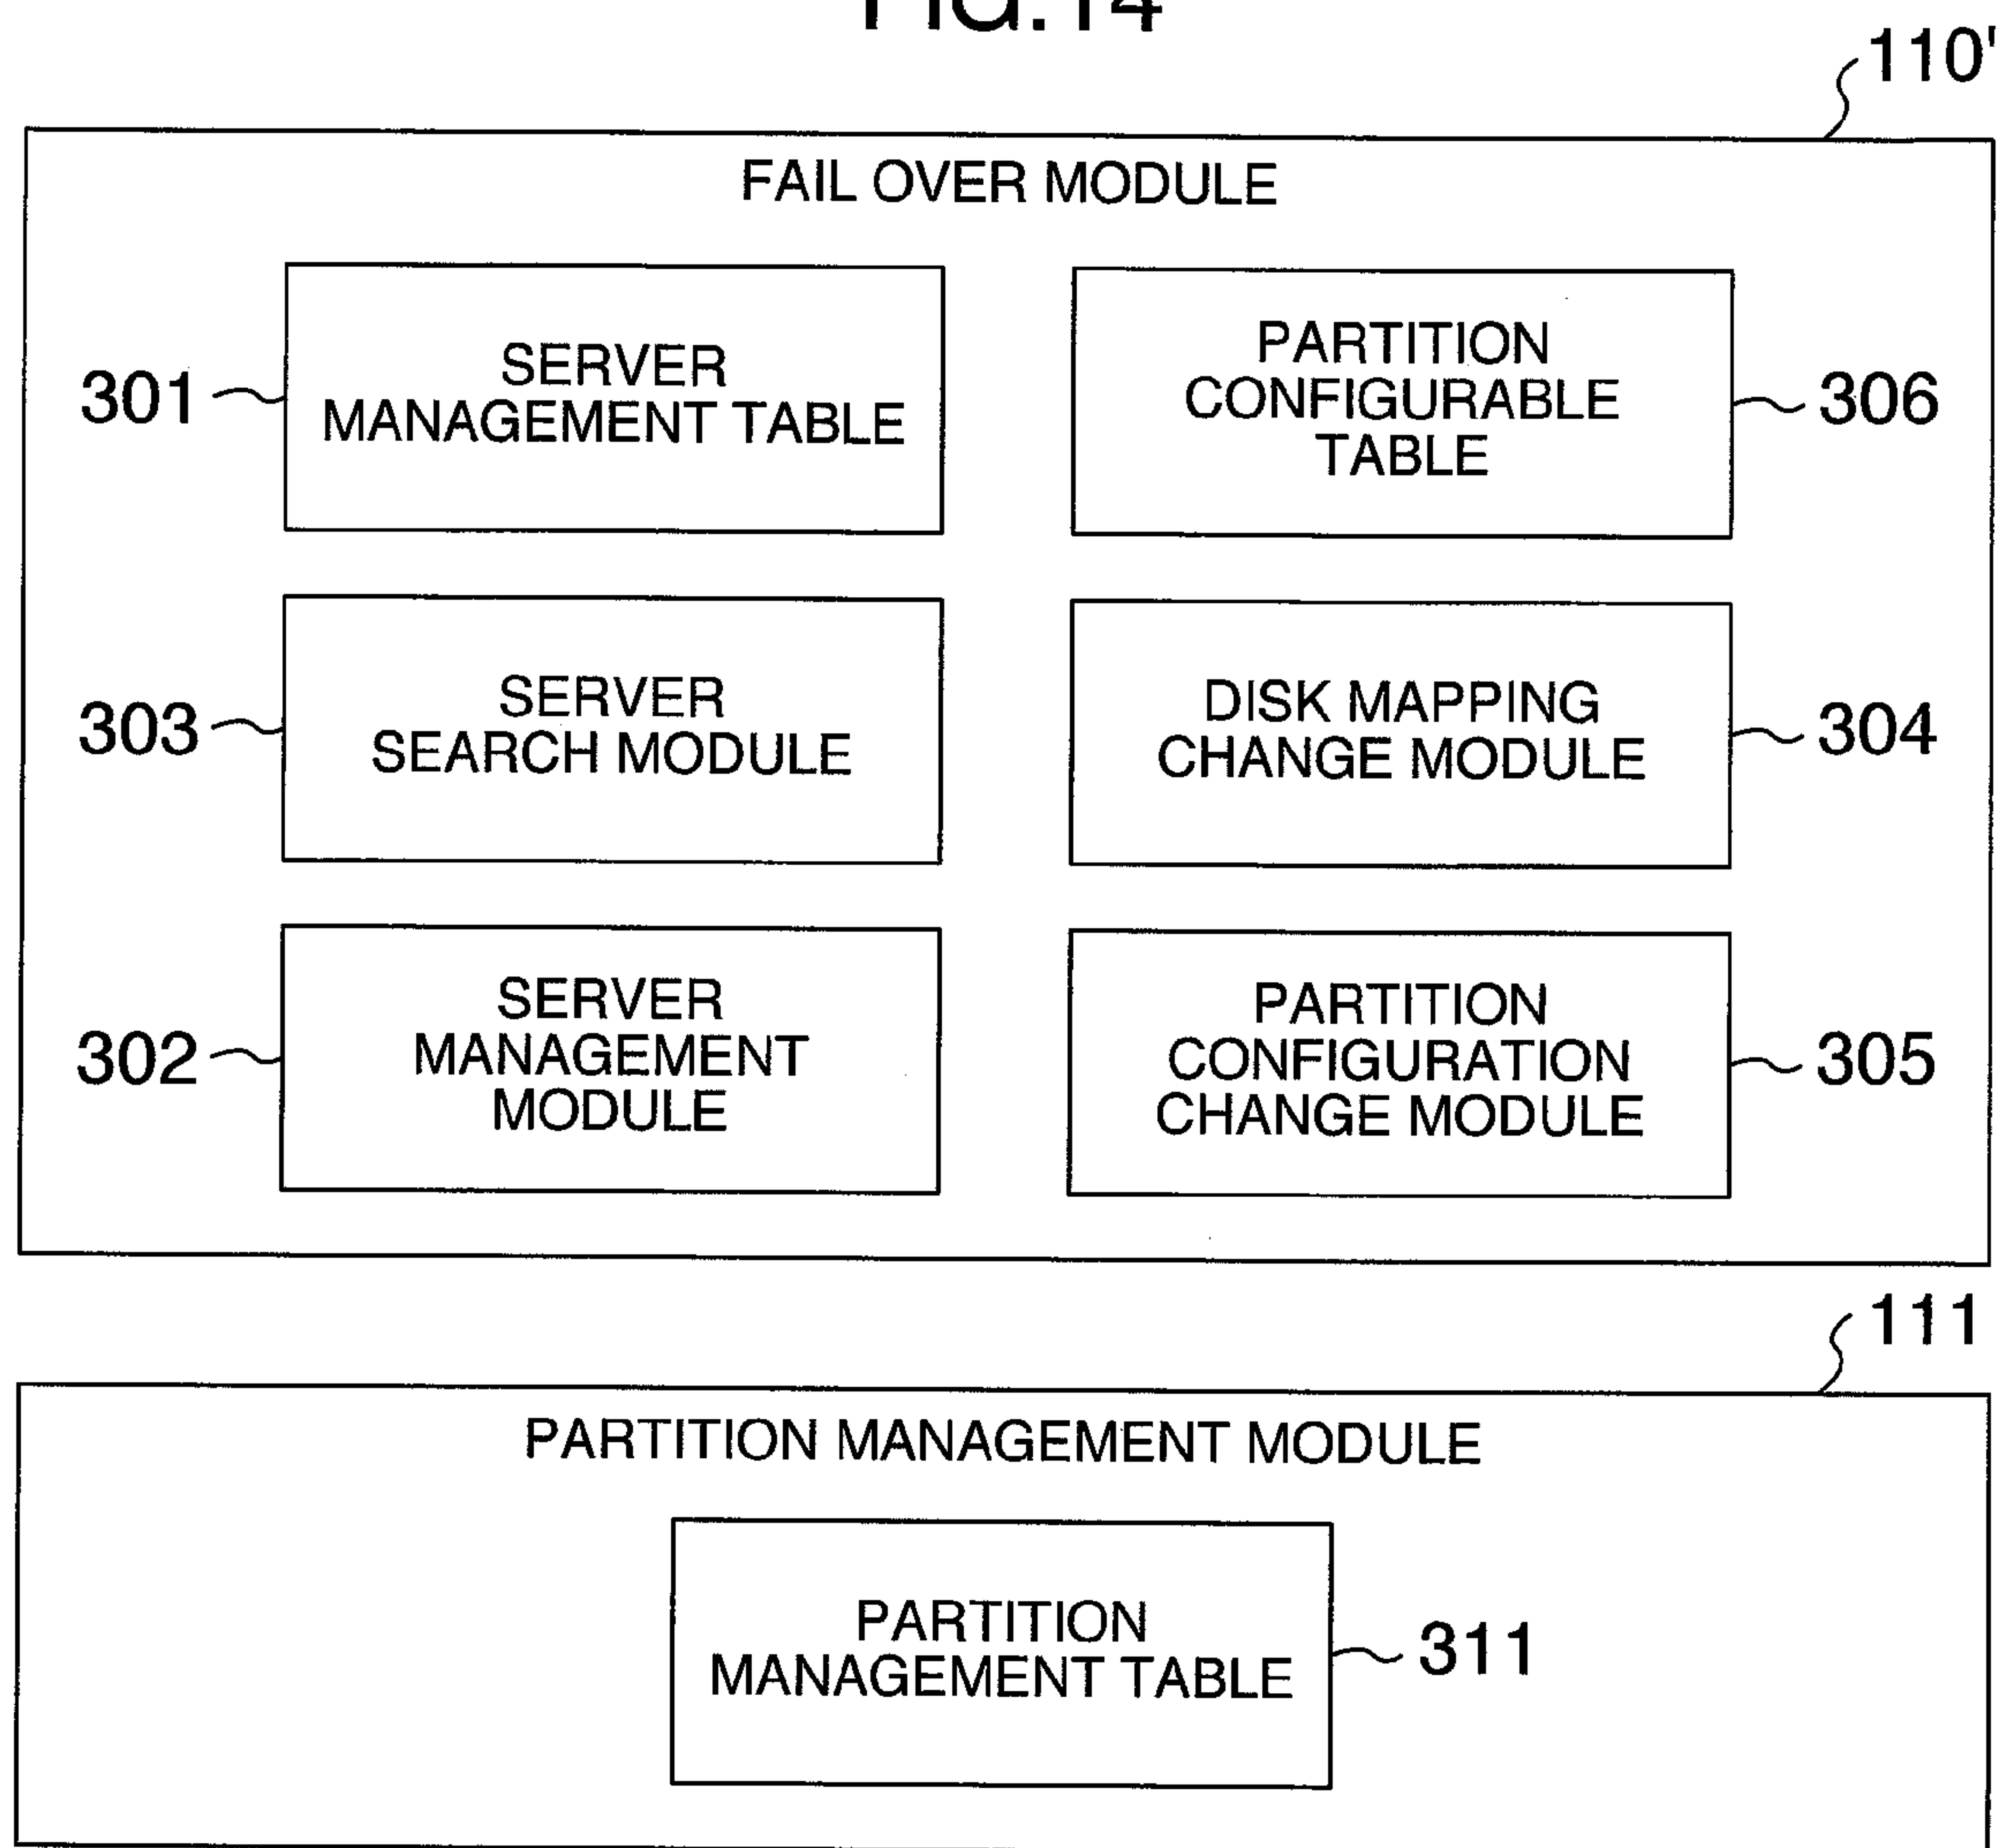 FIG.14
110'
FAIL OVER MODULE
301
SERVER
MANAGEMENT TABLE
PARTITION
CONFIGURABLE
TABLE
306
303
SERVER
SEARCH MODULE
DISK MAPPING
CHANGE MODULE
304
302
SERVER
MANAGEMENT
MODULE
PARTITION
CONFIGURATION
CHANGE MODULE
305
111
PARTITION MANAGEMENT MODULE
PARTITION
MANAGEMENT TABLE
311